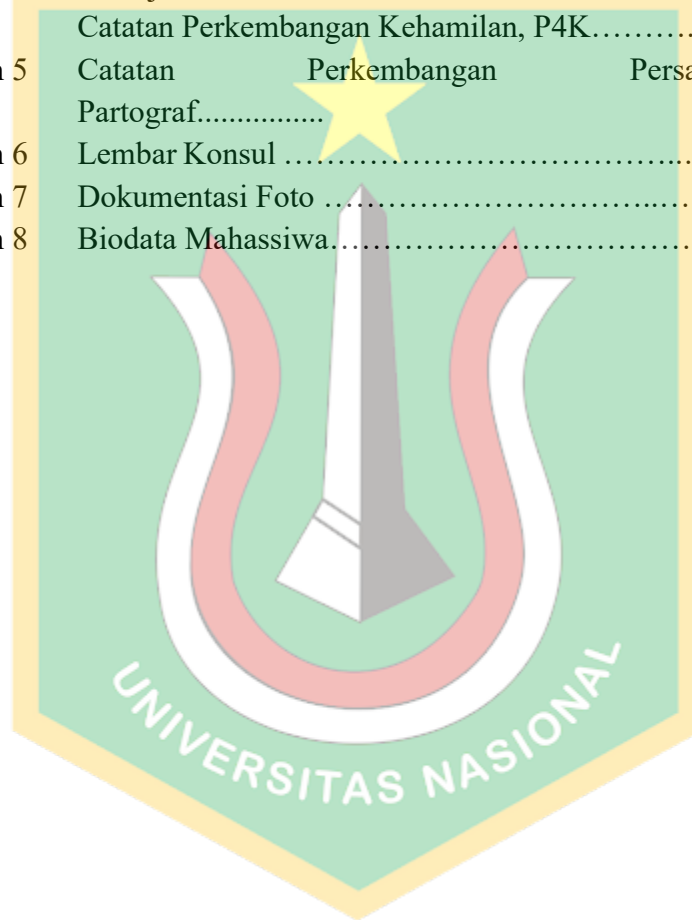 Catatan Perkembangan Kehamilan, P4K……….
n 5 Catatan Perkembangan Persa
Partograf................
n 6 Lembar Konsul …………………………………...
n 7 Dokumentasi Foto ……………………………..….
n 8 Biodata Mahassiwa…………………………………
UNIVERSITAS NASIONAL